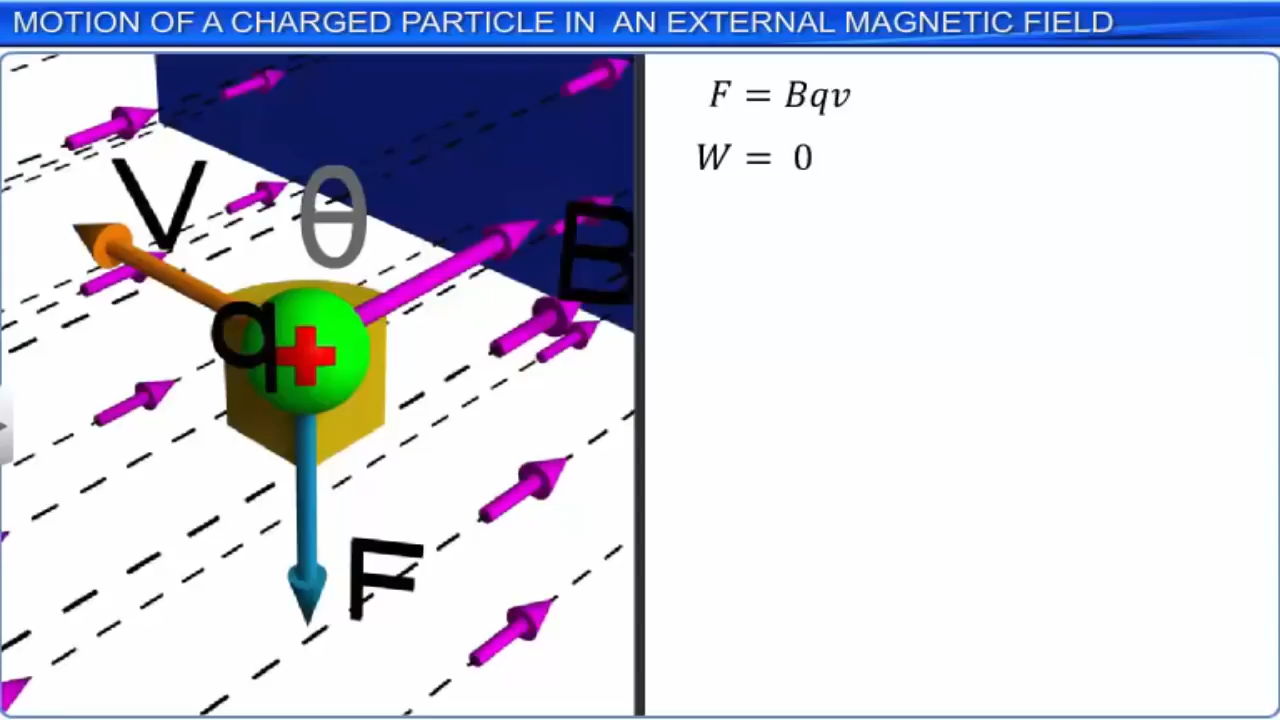 MOTION OF A CHARGED PARTICLE IN AN EXTERNAL MAGNETIC FIELD
F = Bqv
W = 0
V
θ
B
q
+
F